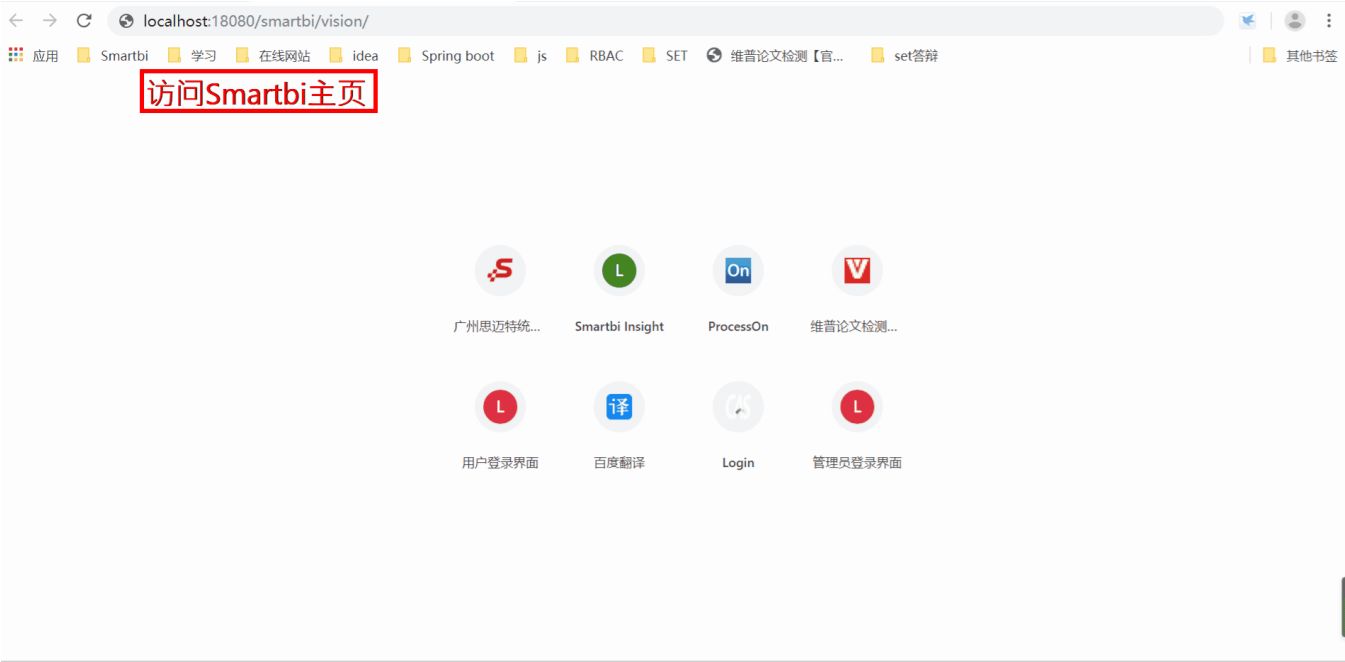 localhost:18080/smartbi/vision/
应用 Smartbi 学习 在线网站 idea Spring boot js RBAC SET 维普论文检测【官... set答辩 其他书签
访问Smartbi主页
S L On V
广州思迈特统... Smartbi Insight ProcessOn 维普论文检测...
L 译 CAS L
用户登录界面 百度翻译 Login 管理员登录界面